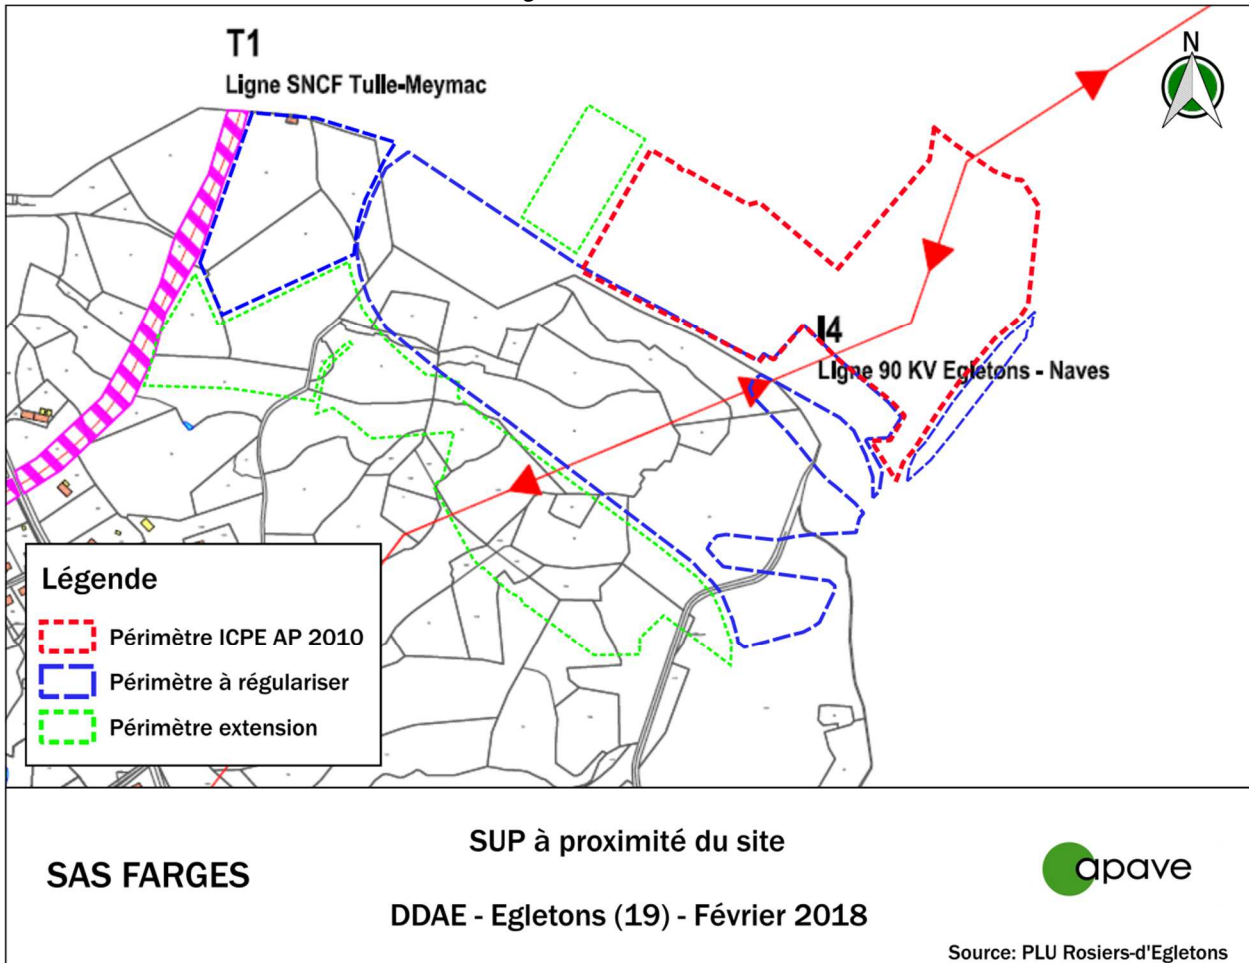 T1
Ligne SNCF Tulle-Meymac
N
I4
Ligne 90 KV Egletons - Naves
Légende
Périmètre ICPE AP 2010
Périmètre à régulariser
Périmètre extension
SAS FARGES
SUP à proximité du site
DDAE - Egletons (19) - Février 2018
apave
Source: PLU Rosiers-d'Egletons